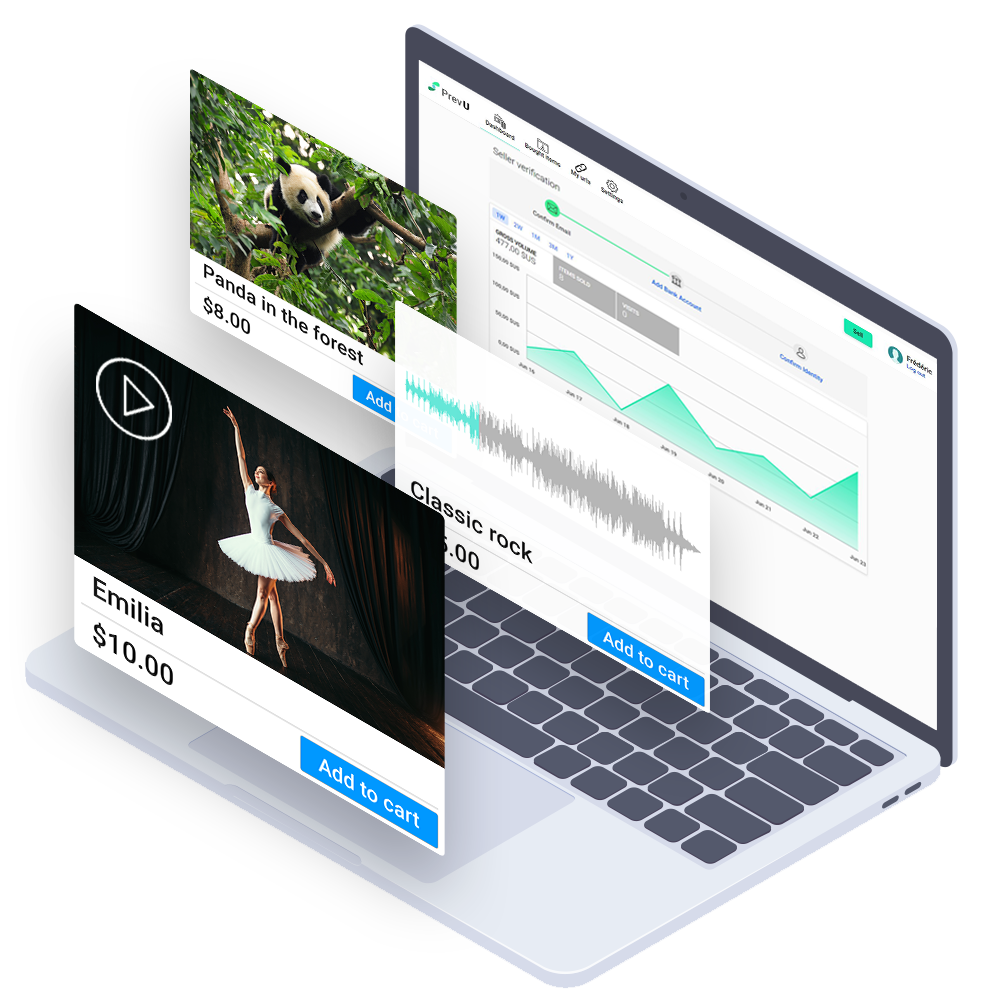 PrevU
Dashboard
Bought items
My urls
Settings
Seller verification
Confirm Email
Add Bank Account
Confirm Identity
Sell
Frédéric
Log out
1W 2W 1M 3M 1Y
GROSS VOLUME
477,00 $US
ITEMS SOLD
8
VISITS
0
150,00 $US
100,00 $US
50,00 $US
0,00 $US
Jun 16
Jun 17
Jun 18
Jun 19
Jun 20
Jun 21
Jun 22
Jun 23
Panda in the forest
$8.00
Add
Classic rock
5.00
Add to cart
Emilia
$10.00
Add to cart